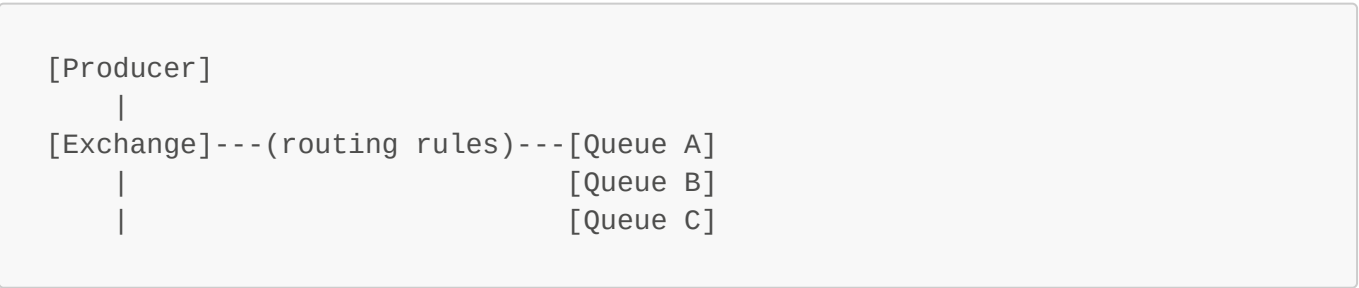 [Producer]
    |
[Exchange]---(routing rules)---[Queue A]
    |                          [Queue B]
    |                          [Queue C]